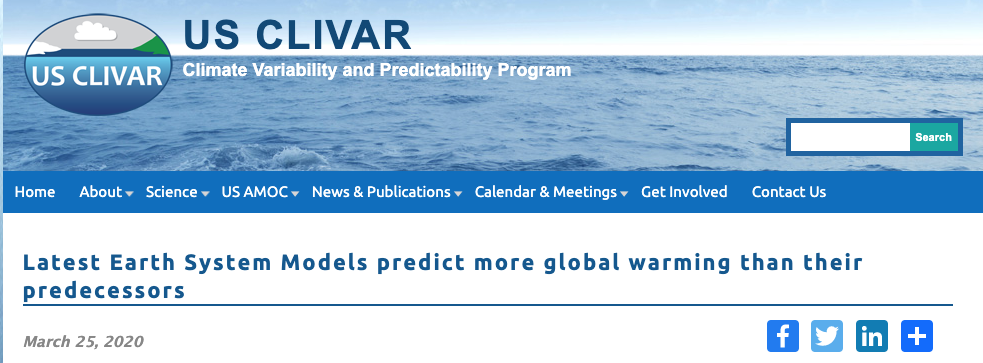 US CLIVAR
US CLIVAR
Climate Variability and Predictability Program
Search
Home About Science US AMOC News & Publications Calendar & Meetings Get Involved Contact Us
Latest Earth System Models predict more global warming than their
predecessors
March 25, 2020